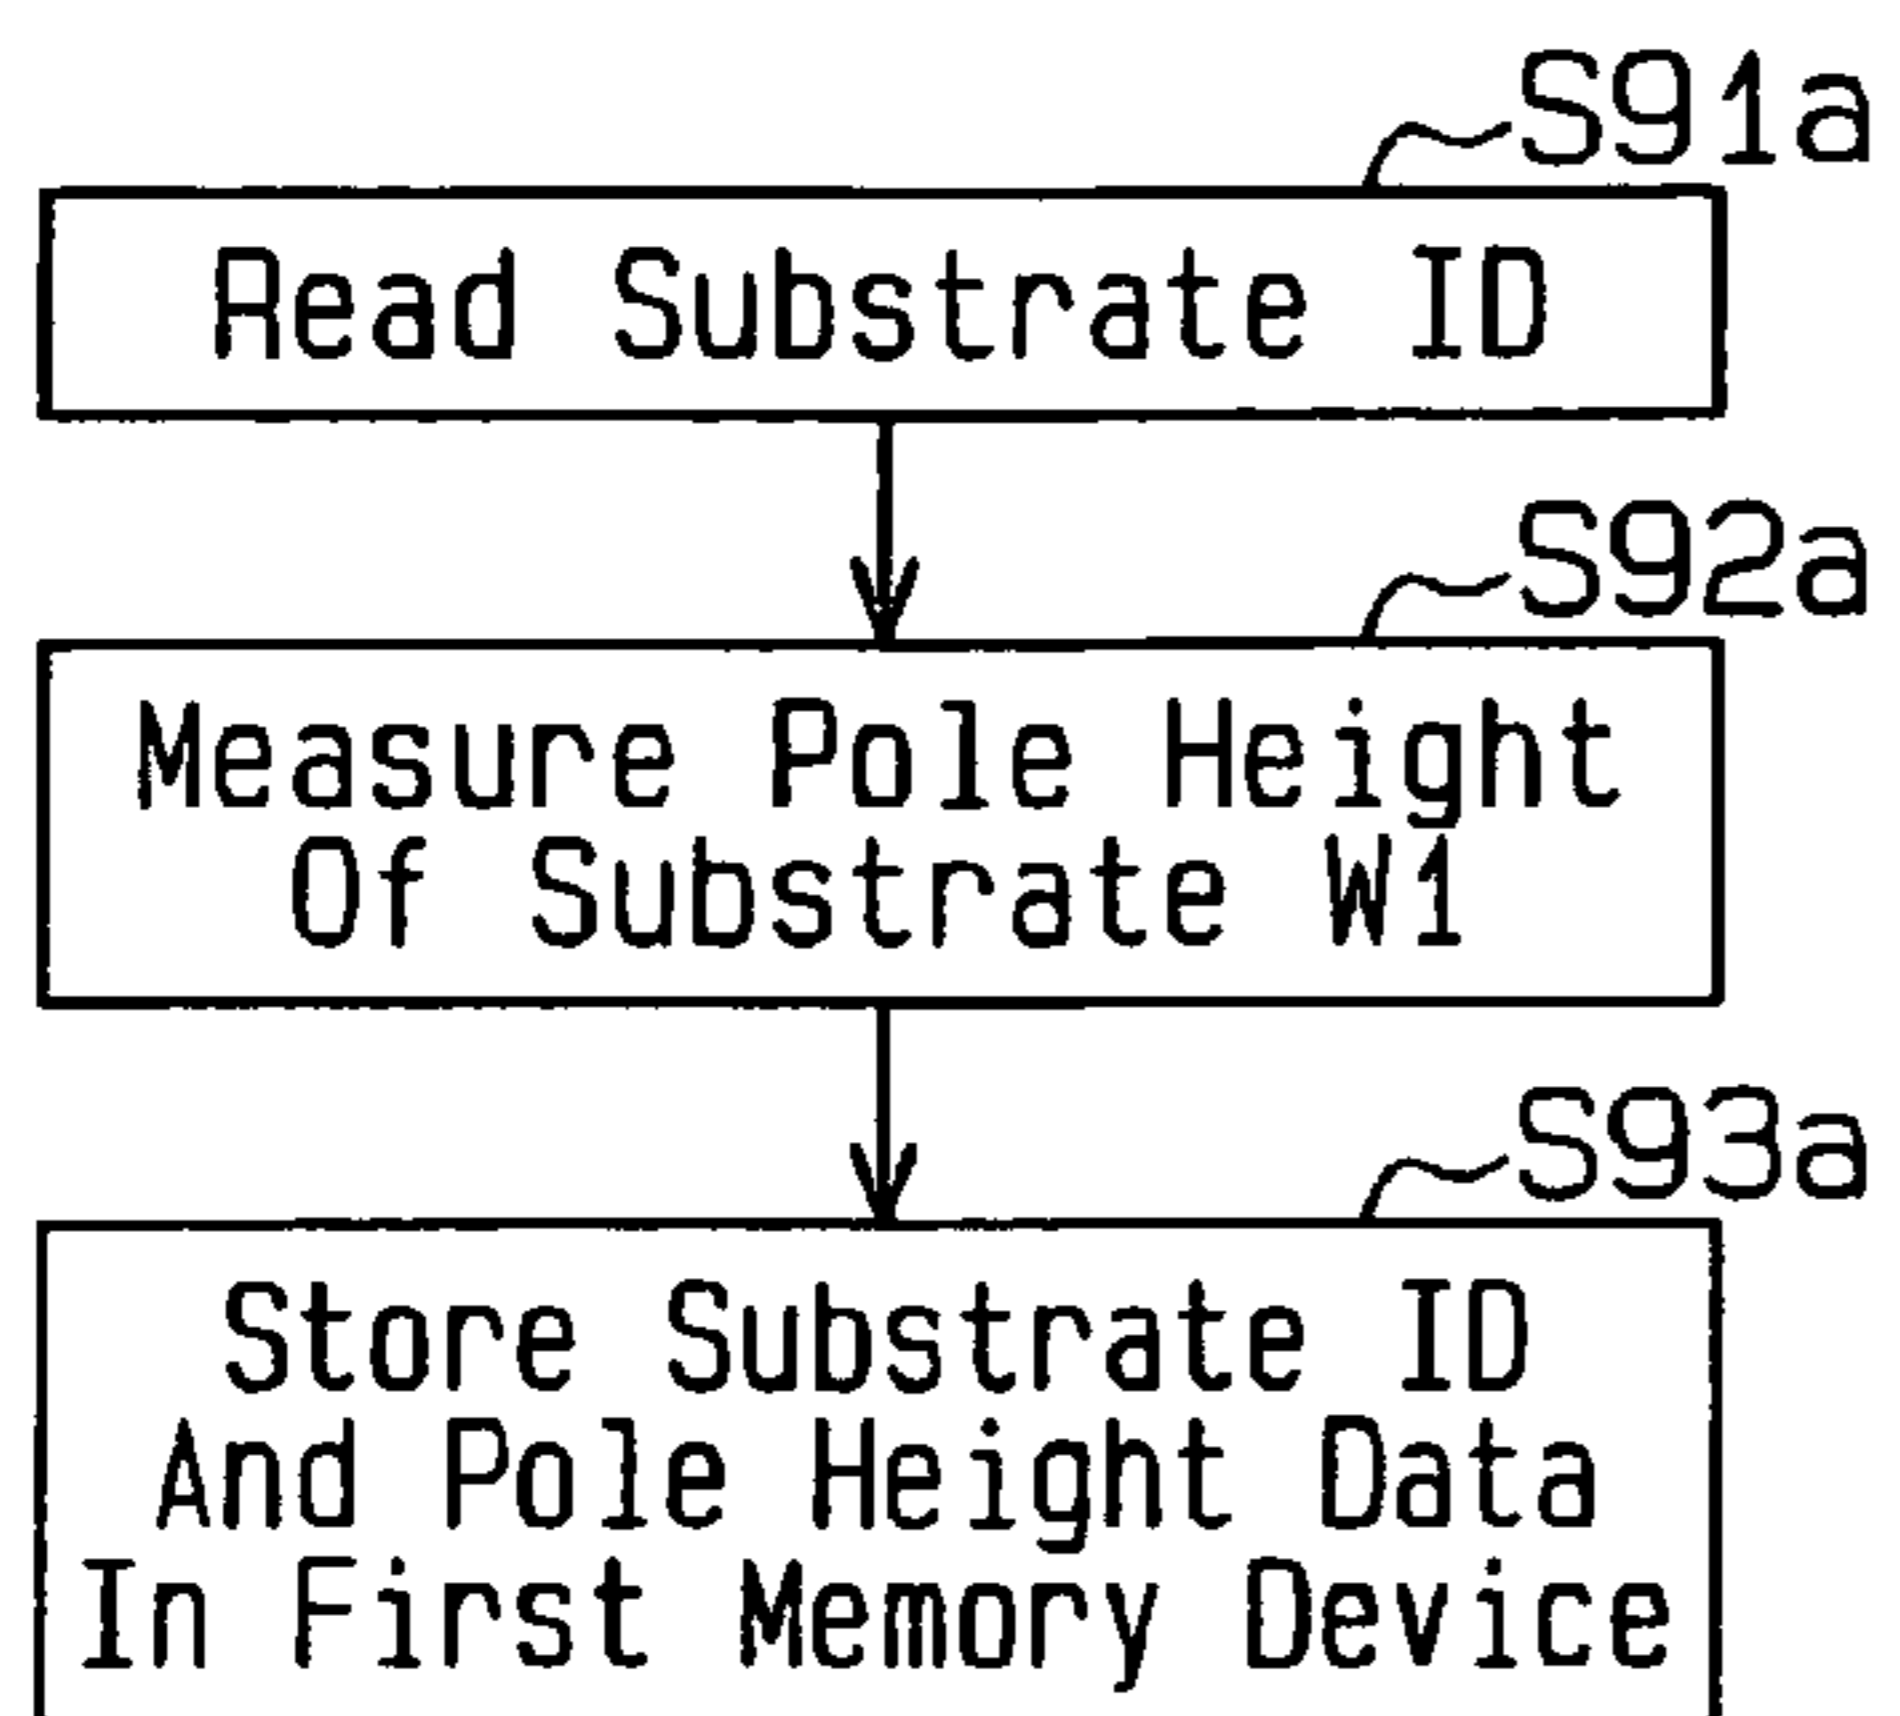 S91a
Read Substrate ID
S92a
Measure Pole Height
Of Substrate W1
S93a
Store Substrate ID
And Pole Height Data
In First Memory Device